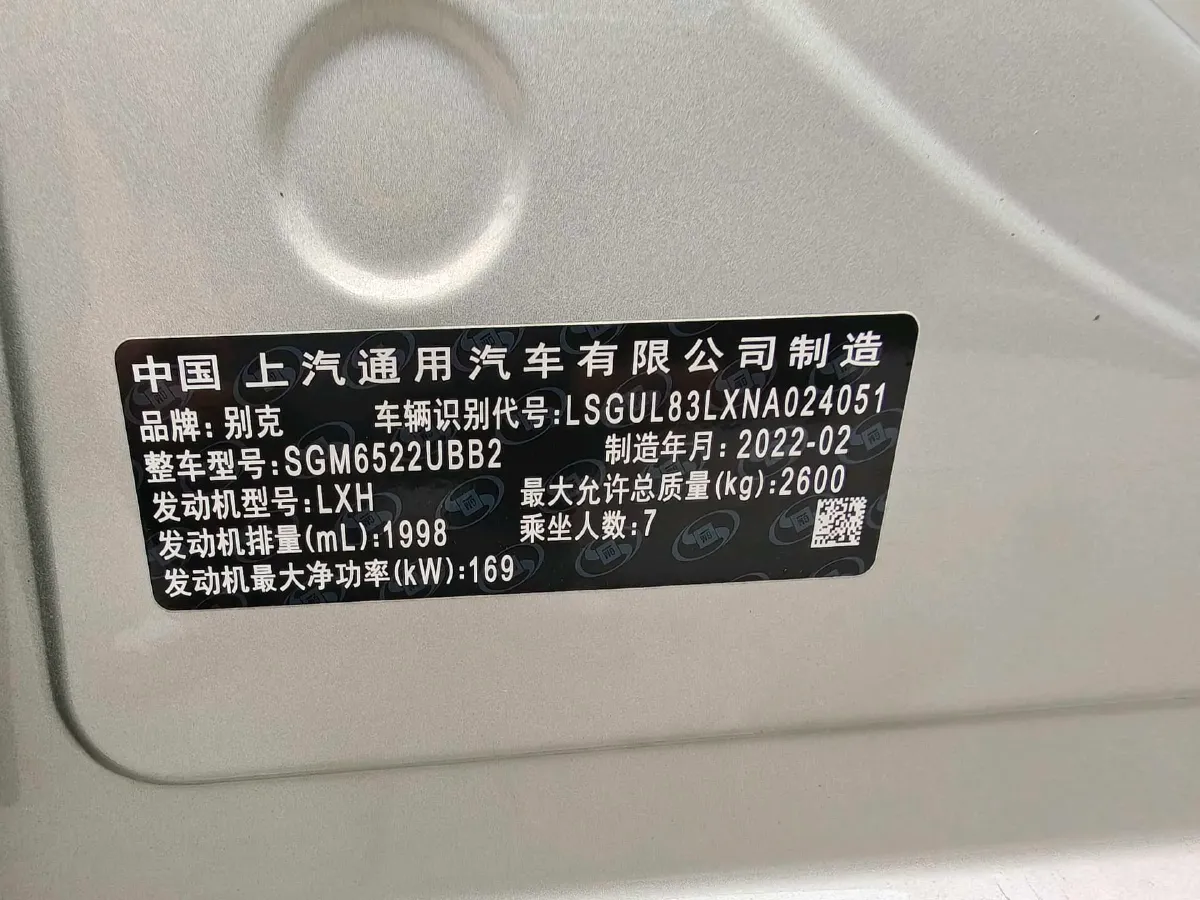 中国 上汽通用汽车有限公司制造
品牌: 别克 车辆识别代号:LSGUL83LXNA024051
整车型号:SGM6522UBB2 制造年月: 2022-02
发动机型号:LXH 最大允许总质量(kg):2600
发动机排量(mL):1998 乘坐人数:7
发动机最大净功率(kW):169